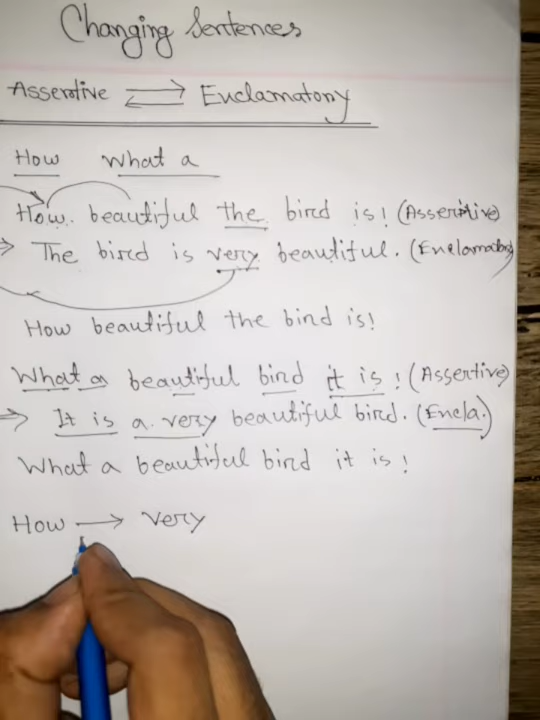 Changing Sentences
Assertive ⇄ Exclamatory
How What a
How beautiful the bird is! (Assertive)
⇒ The bird is very beautiful. (Exclamatory)
How beautiful the bird is!
What a beautiful bird it is! (Assertive)
⇒ It is a very beautiful bird. (Encla.)
What a beautiful bird it is!
How → very